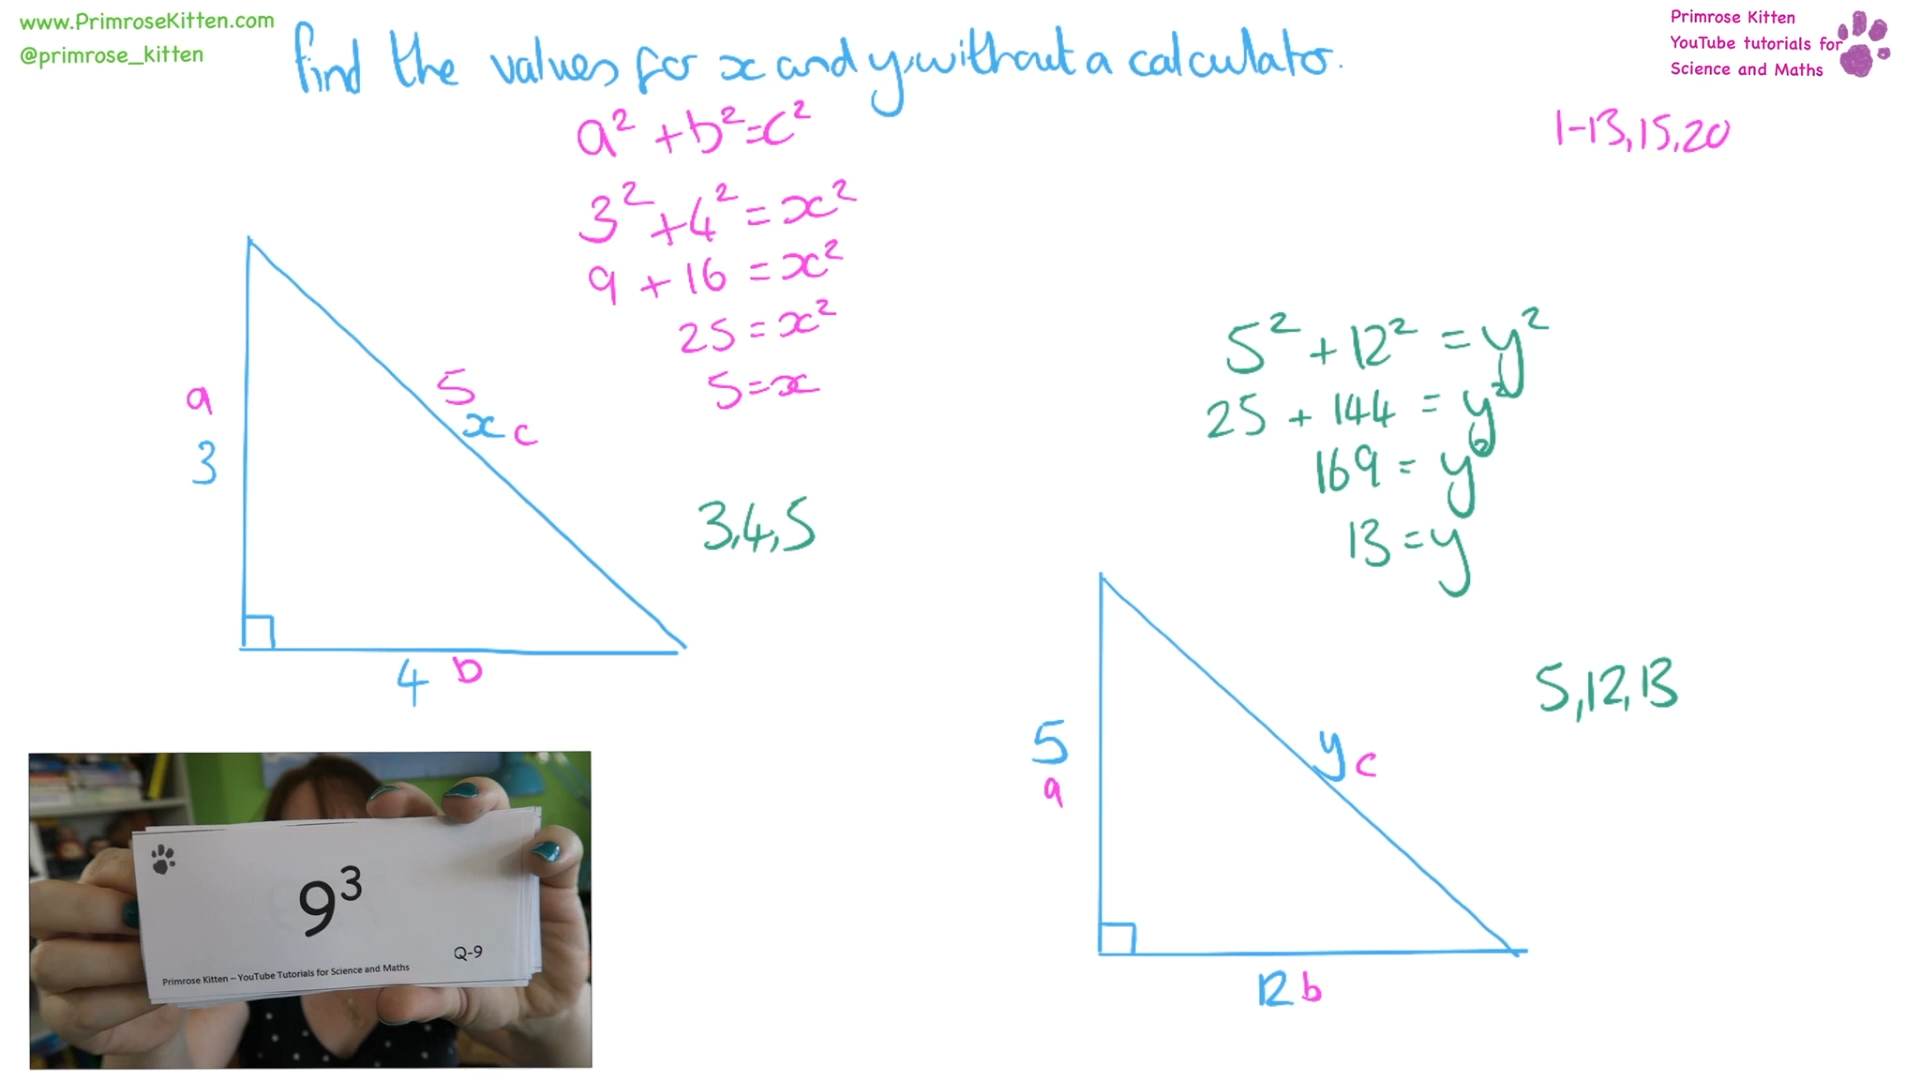 www.PrimroseKitten.com
@primrose_kitten
find the values for x and y, without a calculator.
Primrose Kitten
YouTube tutorials for
Science and Maths
1-13,15,20
a² + b² = c²
3² + 4² = x²
9 + 16 = x²
25 = x²
5 = x
a
3
5
x c
4 b
3,4,5
5² + 12² = y²
25 + 144 = y²
169 = y²
13 = y
5
a
y c
12 b
5,12,13
9³
Q-9
Primrose Kitten – YouTube Tutorials for Science and Maths